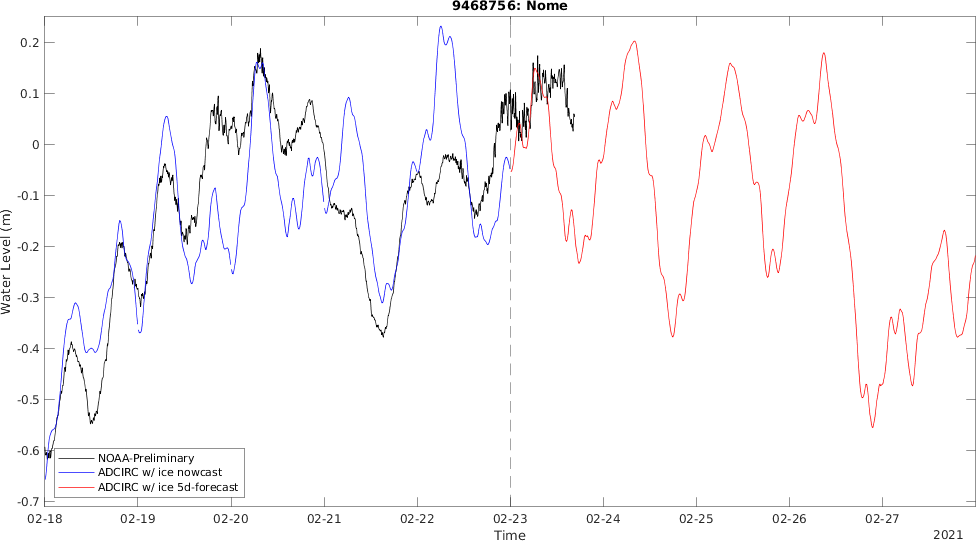 9468756: Nome
Water Level (m)
0.2
0.1
0
-0.1
-0.2
-0.3
-0.4
-0.5
-0.6
-0.7
NOAA-Preliminary
ADCIRC w/ ice nowcast
ADCIRC w/ ice 5d-forecast
02-18 02-19 02-20 02-21 02-22 02-23 02-24 02-25 02-26 02-27
Time
2021